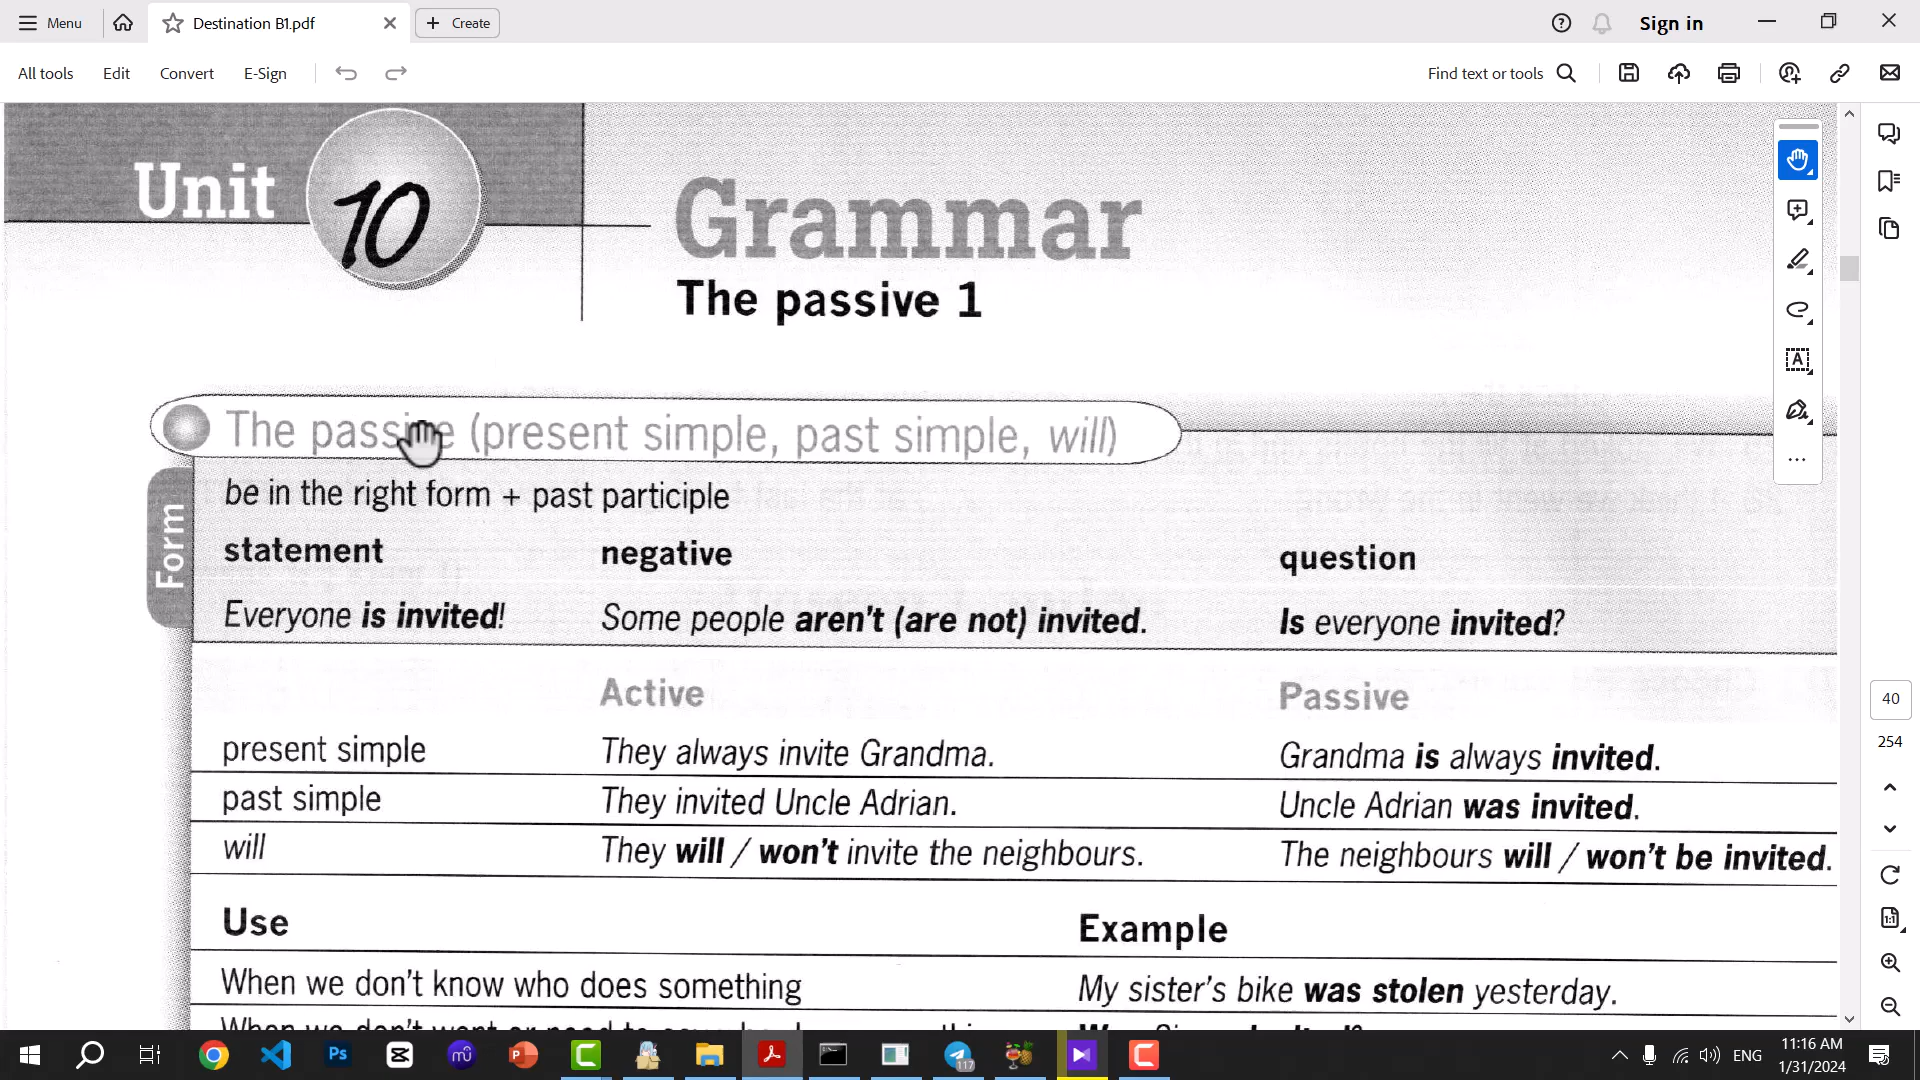 Menu
Destination B1.pdf
Create
Sign in
All tools
Edit
Convert
E-Sign
Find text or tools
Unit 10
Grammar
The passive 1
The passive (present simple, past simple, will)
Form
be in the right form + past participle
statement negative question
Everyone is invited! Some people aren't (are not) invited. Is everyone invited?
Active Passive
present simple They always invite Grandma. Grandma is always invited.
past simple They invited Uncle Adrian. Uncle Adrian was invited.
will They will / won't invite the neighbours. The neighbours will / won't be invited.
Use Example
When we don't know who does something My sister's bike was stolen yesterday.
40
254
ENG
11:16 AM
1/31/2024
117